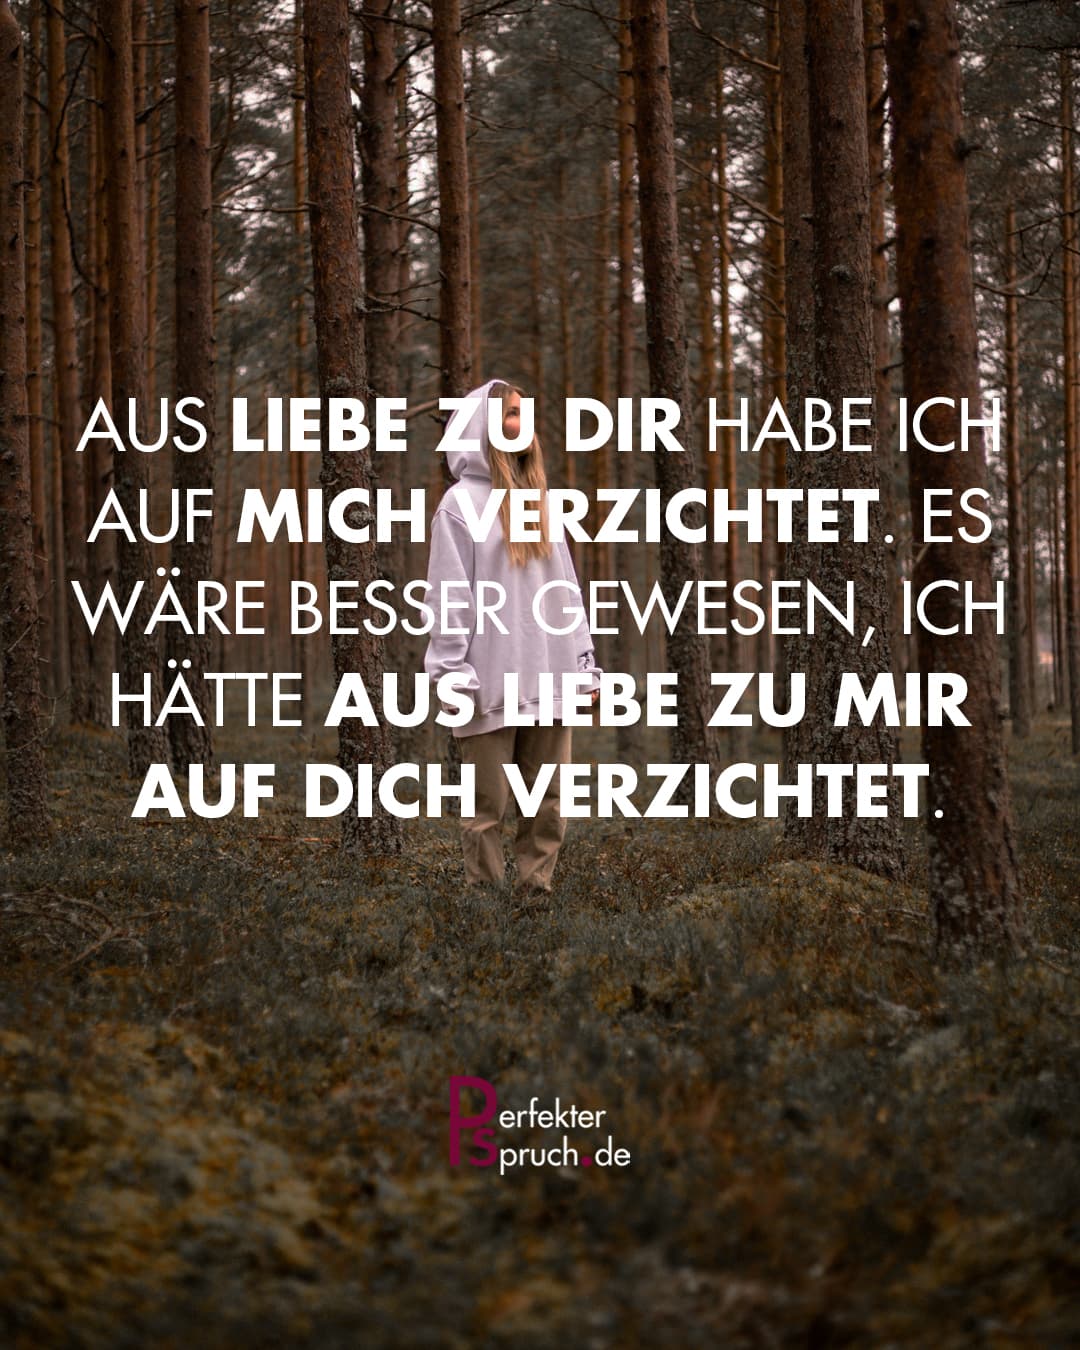 AUS LIEBE ZU DIR HABE ICH
AUF MICH VERZICHTET. ES
WÄRE BESSER GEWESEN, ICH
HÄTTE AUS LIEBE ZU MIR
AUF DICH VERZICHTET.
Perfekter
Spruch.de